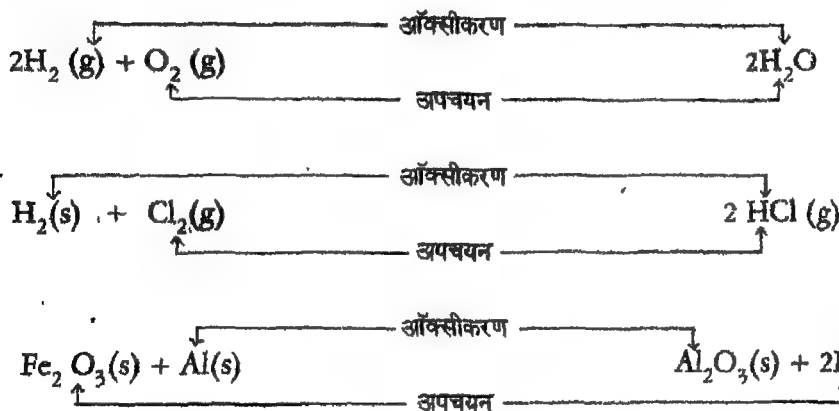 ऑक्सीकरण
2H₂ (g) + O₂ (g) 2H₂O
अपचयन
ऑक्सीकरण
H₂(s) + Cl₂(g) 2 HCl (g)
अपचयन
ऑक्सीकरण
Fe₂ O₃(s) + Al(s) Al₂O₃(s) + 2
अपचयन